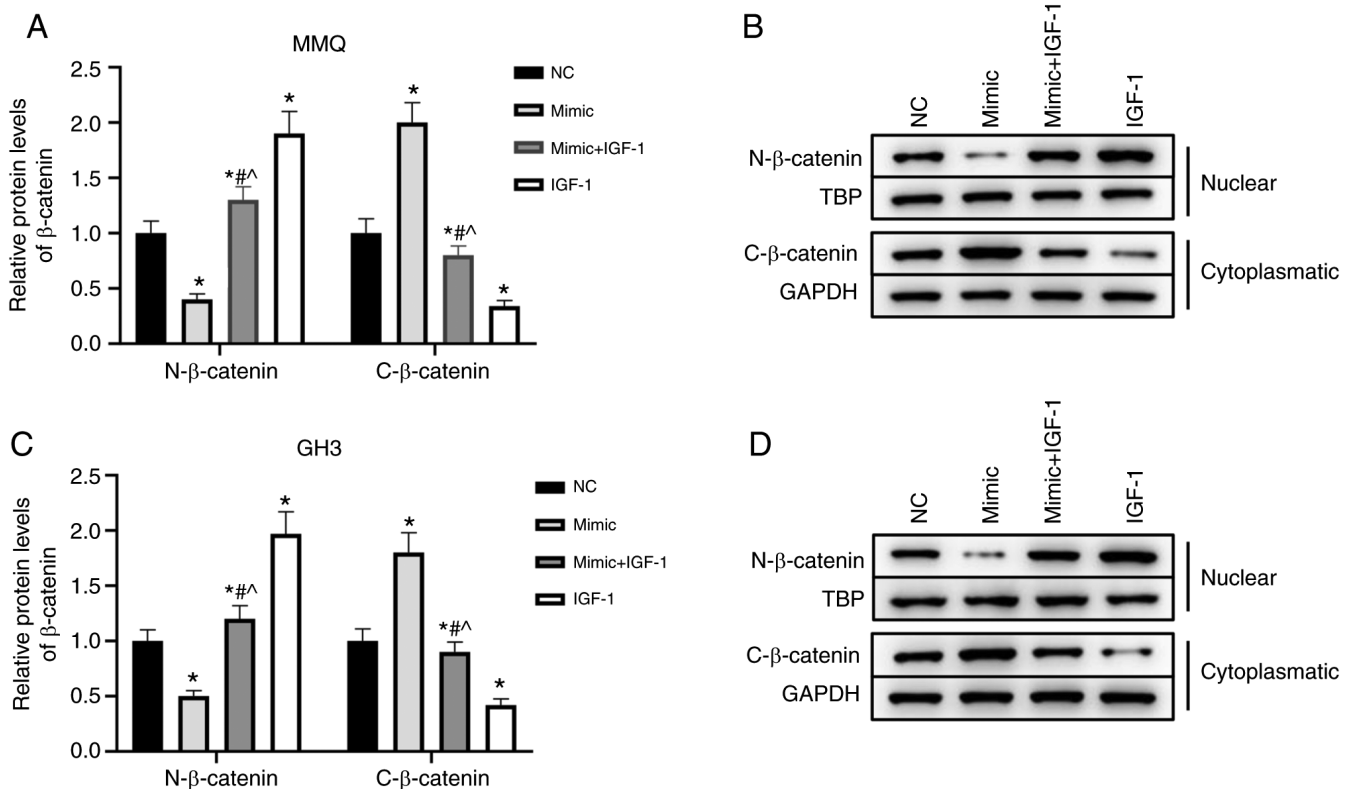 A
MMQ
Relative protein levels
of β-catenin
2.5
2.0
1.5
1.0
0.5
0.0
*
*#^
*
*
*#^
*
NC
Mimic
Mimic+IGF-1
IGF-1
N-β-catenin
C-β-catenin
B
NC
Mimic
Mimic+IGF-1
IGF-1
N-β-catenin
TBP
Nuclear
C-β-catenin
GAPDH
Cytoplasmatic
C
GH3
Relative protein levels
of β-catenin
2.5
2.0
1.5
1.0
0.5
0.0
*
*#^
*
*
*#^
*
NC
Mimic
Mimic+IGF-1
IGF-1
N-β-catenin
C-β-catenin
D
NC
Mimic
Mimic+IGF-1
IGF-1
N-β-catenin
TBP
Nuclear
C-β-catenin
GAPDH
Cytoplasmatic